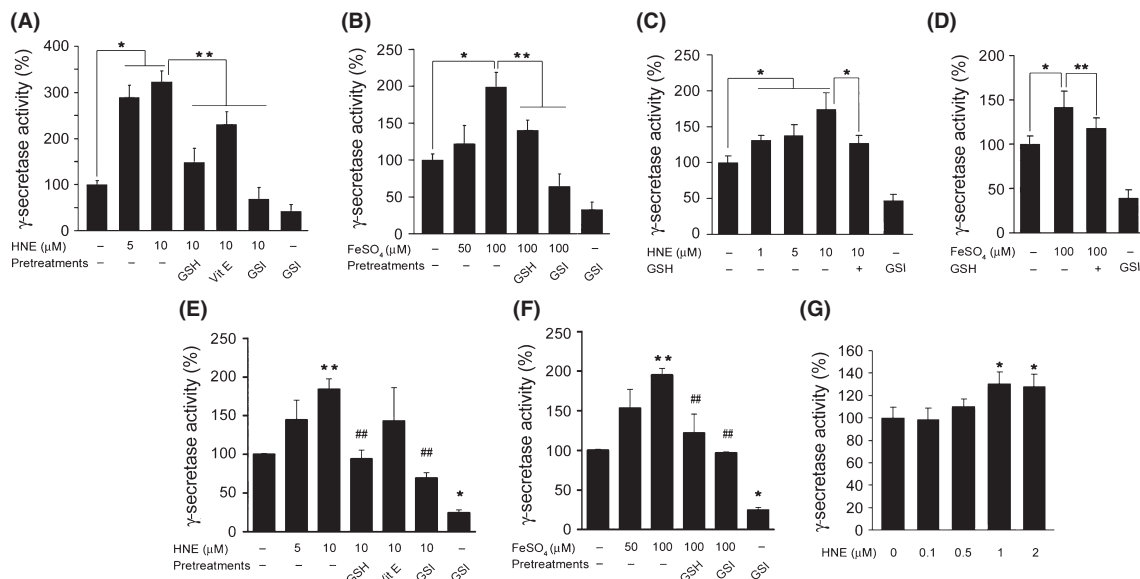 (A)
γ-secretase activity (%)
400
300
200
100
0
* **
HNE (μM) – 5 10 10 10 10 –
Pretreatments – – – GSH Vit E GSI GSI
(B)
γ-secretase activity (%)
250
200
150
100
50
0
* **
FeSO4 (μM) – 50 100 100 100 –
Pretreatments – – – GSH GSI GSI
(C)
γ-secretase activity (%)
250
200
150
100
50
0
* *
HNE (μM) – 1 5 10 10 –
GSH – – – – + GSI
(D)
γ-secretase activity (%)
200
150
100
50
0
* **
FeSO4 (μM) – 100 100 –
GSH – – + GSI
(E)
γ-secretase activity (%)
250
200
150
100
50
0
** ## ## *
HNE (μM) – 5 10 10 10 10 –
Pretreatments – – – GSH Vit E GSI GSI
(F)
γ-secretase activity (%)
250
200
150
100
50
0
** ## ## *
FeSO4 (μM) – 50 100 100 100 –
Pretreatments – – – GSH GSI GSI
(G)
γ-secretase activity (%)
160
140
120
100
80
60
40
20
0
* *
HNE (μM) 0 0.1 0.5 1 2